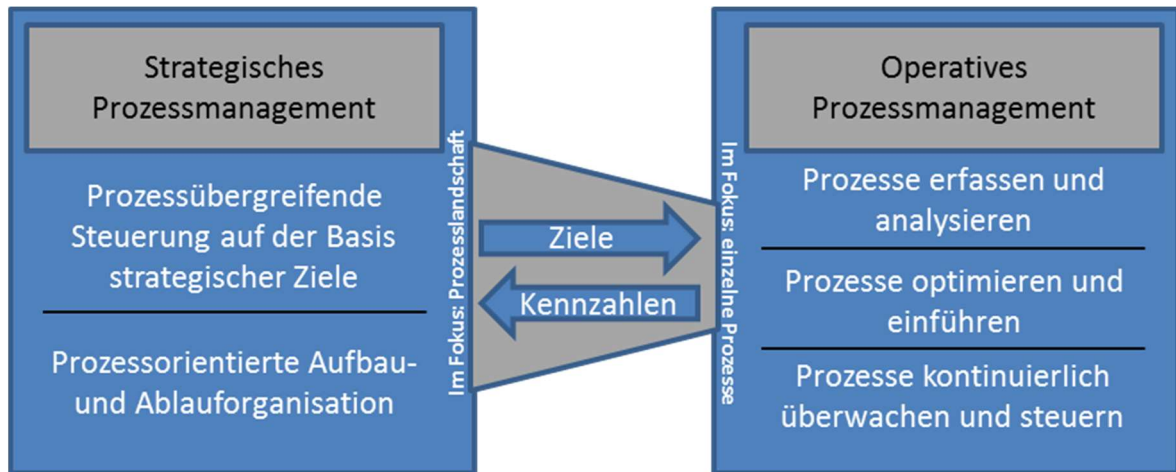 Strategisches
Prozessmanagement
Prozessübergreifende
Steuerung auf der Basis
strategischer Ziele
Prozessorientierte Aufbau-
und Ablauforganisation
Im Fokus: Prozesslandschaft
Ziele
Kennzahlen
Im Fokus: einzelne Prozesse
Operatives
Prozessmanagement
Prozesse erfassen und
analysieren
Prozesse optimieren und
einführen
Prozesse kontinuierlich
überwachen und steuern